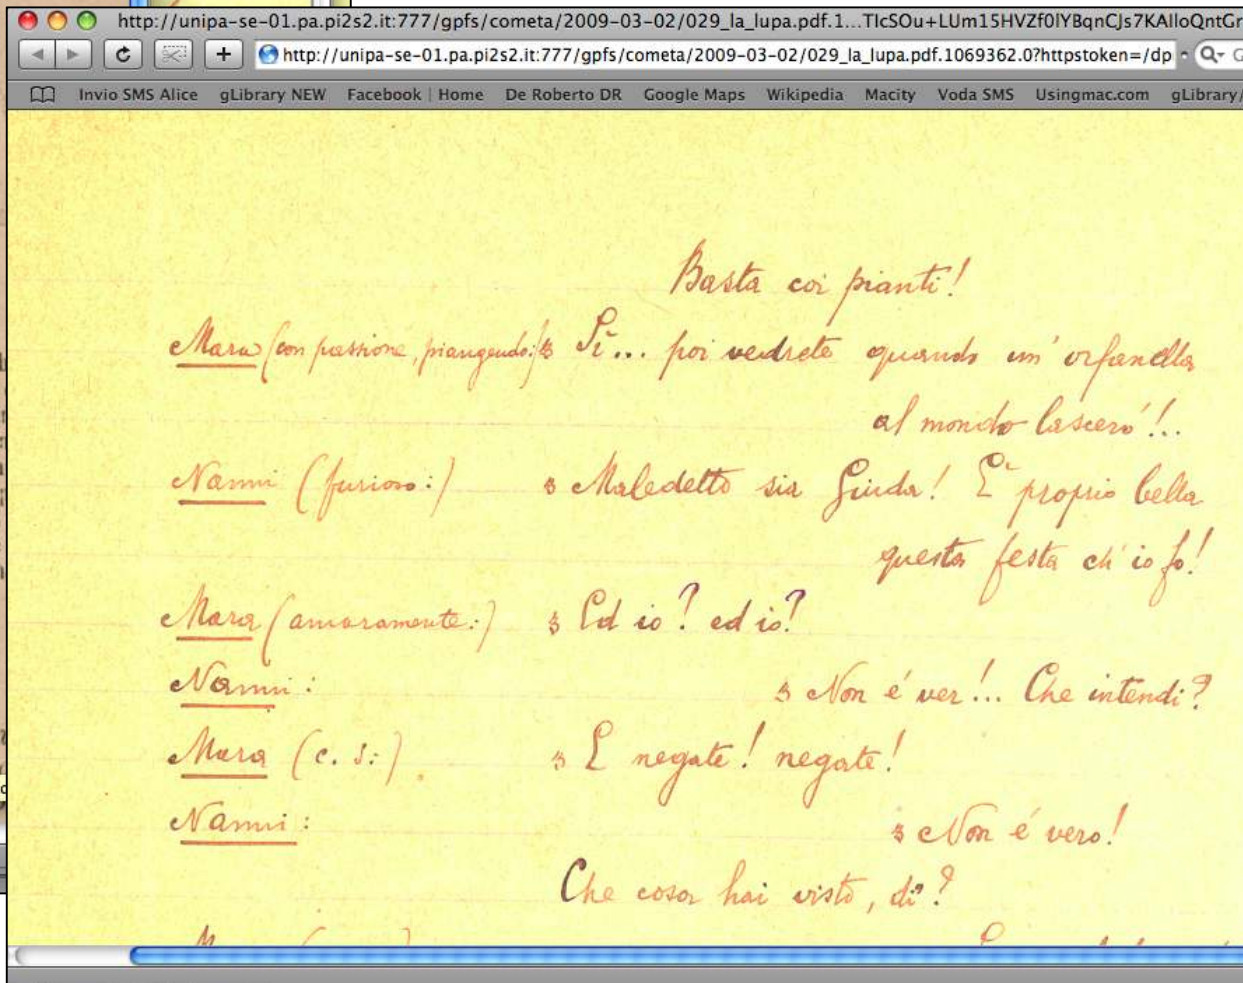 http://unipa-se-01.pa.pi2s2.it:777/gpfs/cometa/2009-03-02/029_la_lupa.pdf.1...TIcSOu+LUm15HVZf0lYBqnCJs7KAlloQntGr
http://unipa-se-01.pa.pi2s2.it:777/gpfs/cometa/2009-03-02/029_la_lupa.pdf.1069362.0?httpstoken=/dp
Invio SMS Alice gLibrary NEW Facebook | Home De Roberto DR Google Maps Wikipedia Macity Voda SMS Usingmac.com gLibrary/
Basta coi pianti!
Mara (con passione, piangendo:) Sì... poi vedrete quando un' orfanella
al mondo lascerò!..
Nanni (furioso:) Maledetto sia Giuda! È proprio bella
questa festa ch' io fo!
Mara (amaramente:) Ed io? ed io?
Nanni: Non é ver!... Che intendi?
Mara (c. s:) E negate! negate!
Nanni: Non é vero!
Che cosa hai visto, di'?